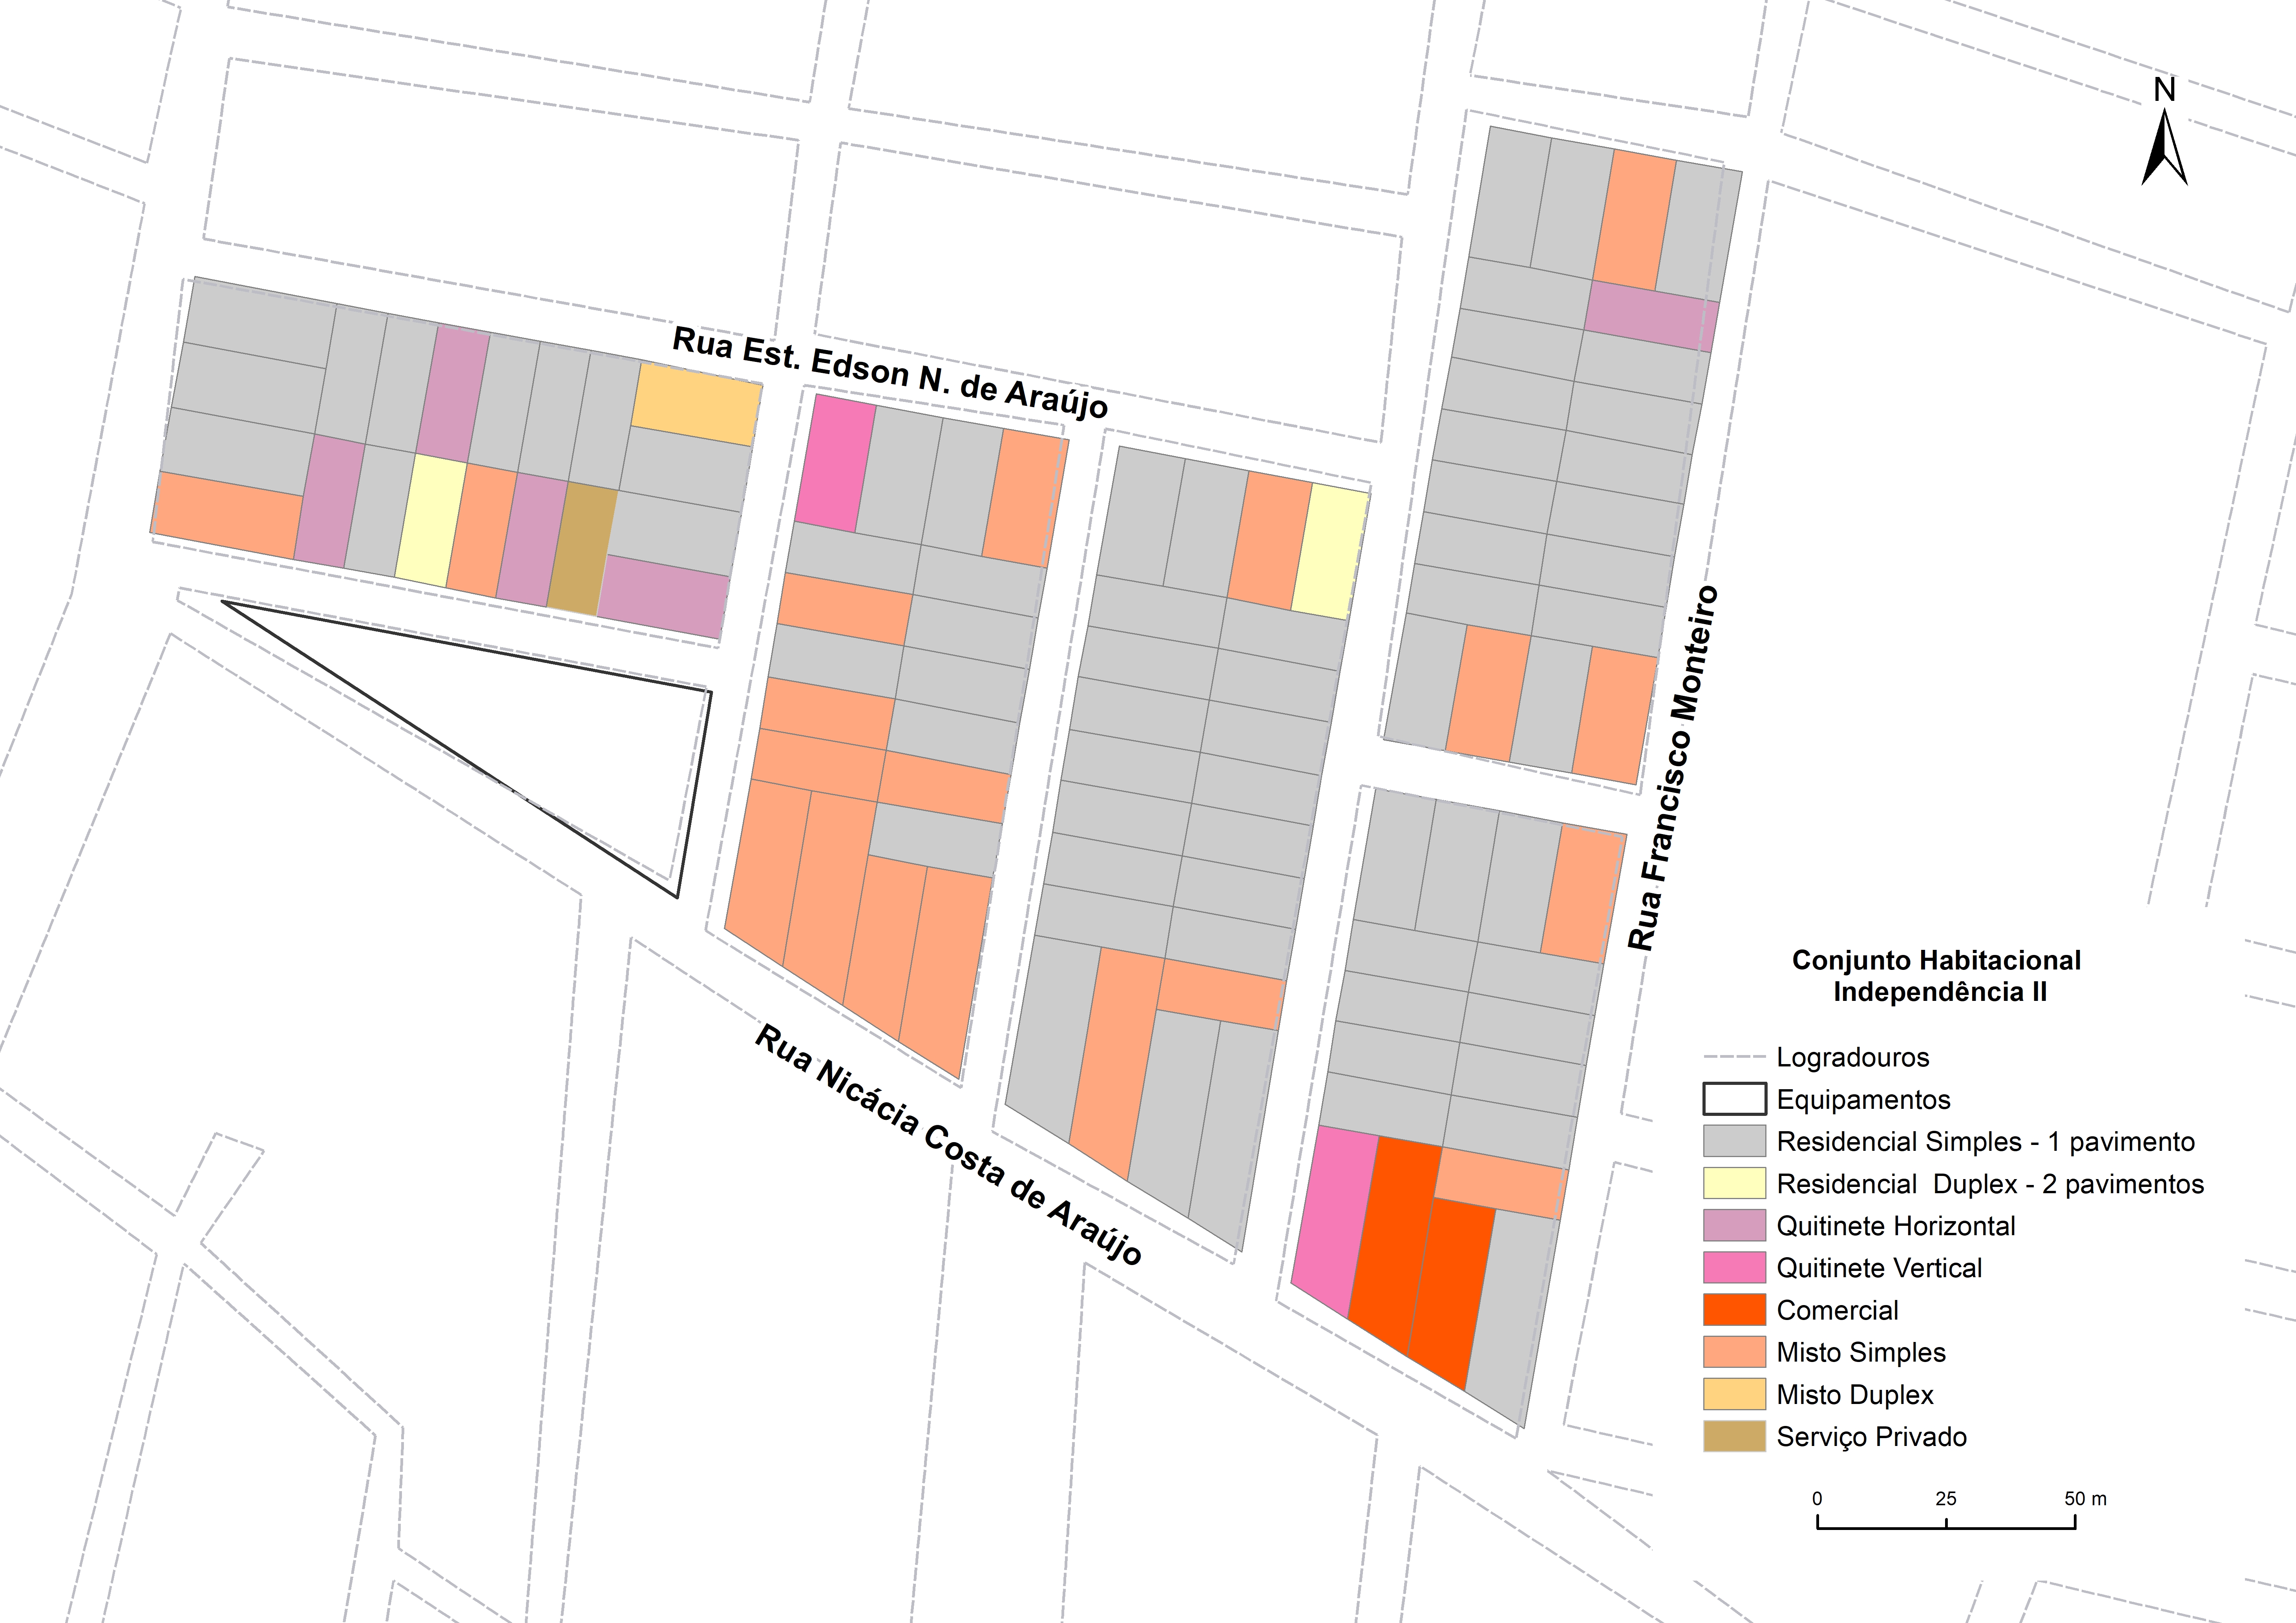 N
Rua Est. Edson N. de Araújo
Rua Francisco Monteiro
Rua Nicácia Costa de Araújo
Conjunto Habitacional
Independência II
Logradouros
Equipamentos
Residencial Simples - 1 pavimento
Residencial  Duplex - 2 pavimentos
Quitinete Horizontal
Quitinete Vertical
Comercial
Misto Simples
Misto Duplex
Serviço Privado
0 25 50 m